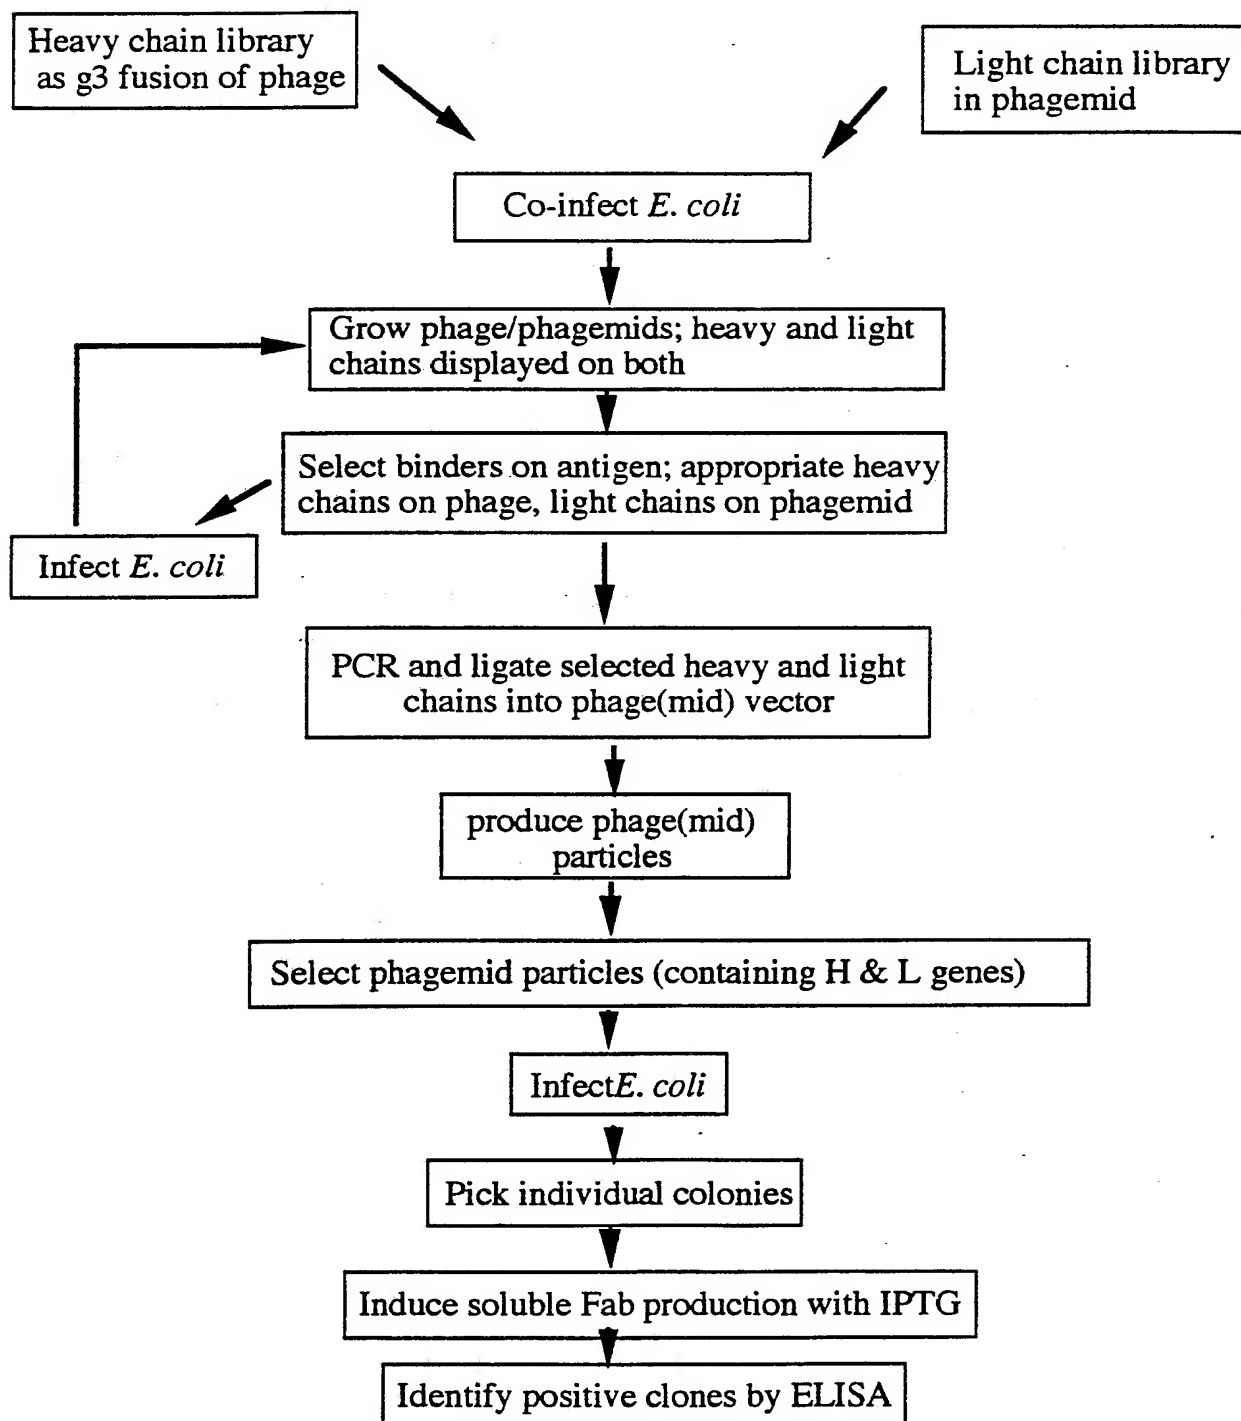 Heavy chain library
as g3 fusion of phage
Light chain library
in phagemid
Co-infect E. coli
Grow phage/phagemids; heavy and light
chains displayed on both
Select binders on antigen; appropriate heavy
chains on phage, light chains on phagemid
Infect E. coli
PCR and ligate selected heavy and light
chains into phage(mid) vector
produce phage(mid)
particles
Select phagemid particles (containing H & L genes)
InfectE. coli
Pick individual colonies
Induce soluble Fab production with IPTG
Identify positive clones by ELISA